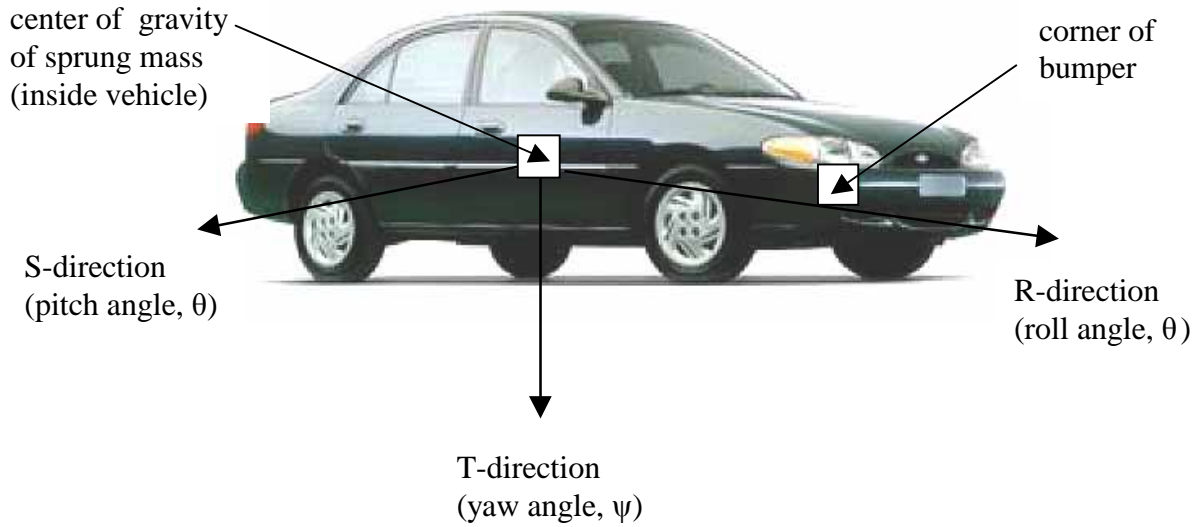 center of gravity
of sprung mass
(inside vehicle)
corner of
bumper
S-direction
(pitch angle, θ)
R-direction
(roll angle, θ)
T-direction
(yaw angle, ψ)